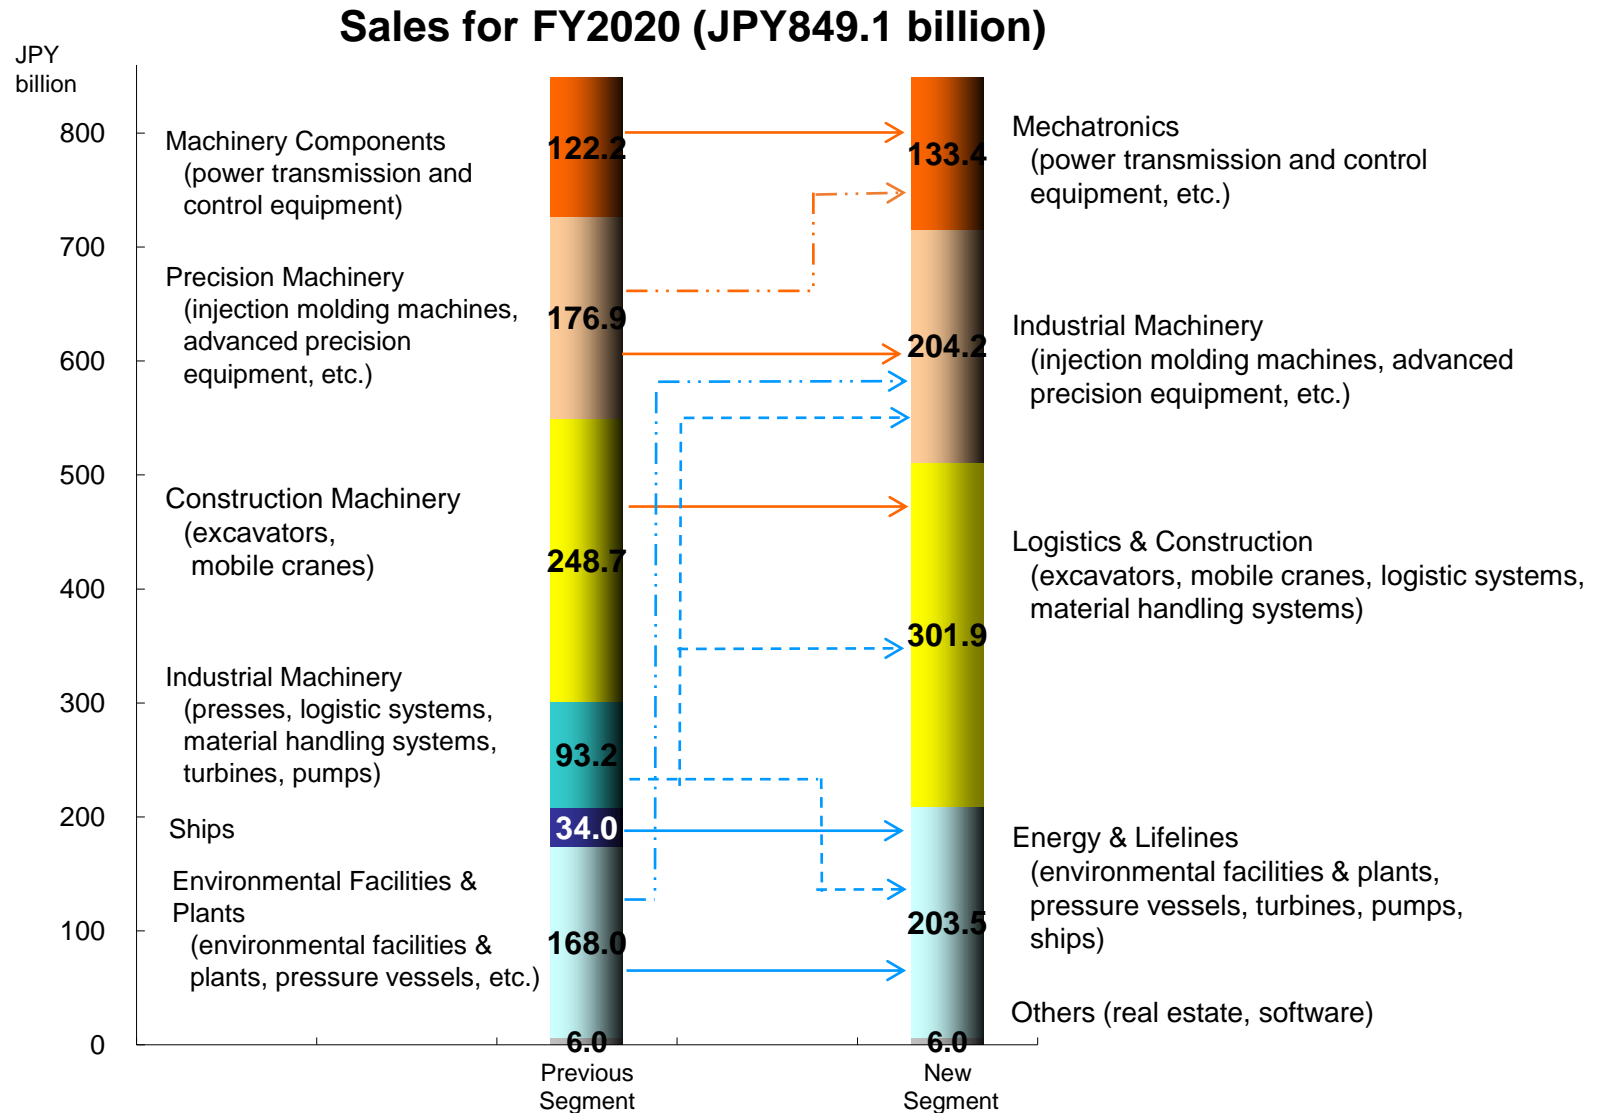 Sales for FY2020 (JPY849.1 billion)
JPY
billion
800
700
600
500
400
300
200
100
0
Machinery Components
(power transmission and
control equipment)
Precision Machinery
(injection molding machines,
advanced precision
equipment, etc.)
Construction Machinery
(excavators,
mobile cranes)
Industrial Machinery
(presses, logistic systems,
material handling systems,
turbines, pumps)
Ships
Environmental Facilities &
Plants
(environmental facilities &
plants, pressure vessels, etc.)
122.2
176.9
248.7
93.2
34.0
168.0
6.0
Previous
Segment
133.4
204.2
301.9
203.5
6.0
New
Segment
Mechatronics
(power transmission and control
equipment, etc.)
Industrial Machinery
(injection molding machines, advanced
precision equipment, etc.)
Logistics & Construction
(excavators, mobile cranes, logistic systems,
material handling systems)
Energy & Lifelines
(environmental facilities & plants,
pressure vessels, turbines, pumps,
ships)
Others (real estate, software)